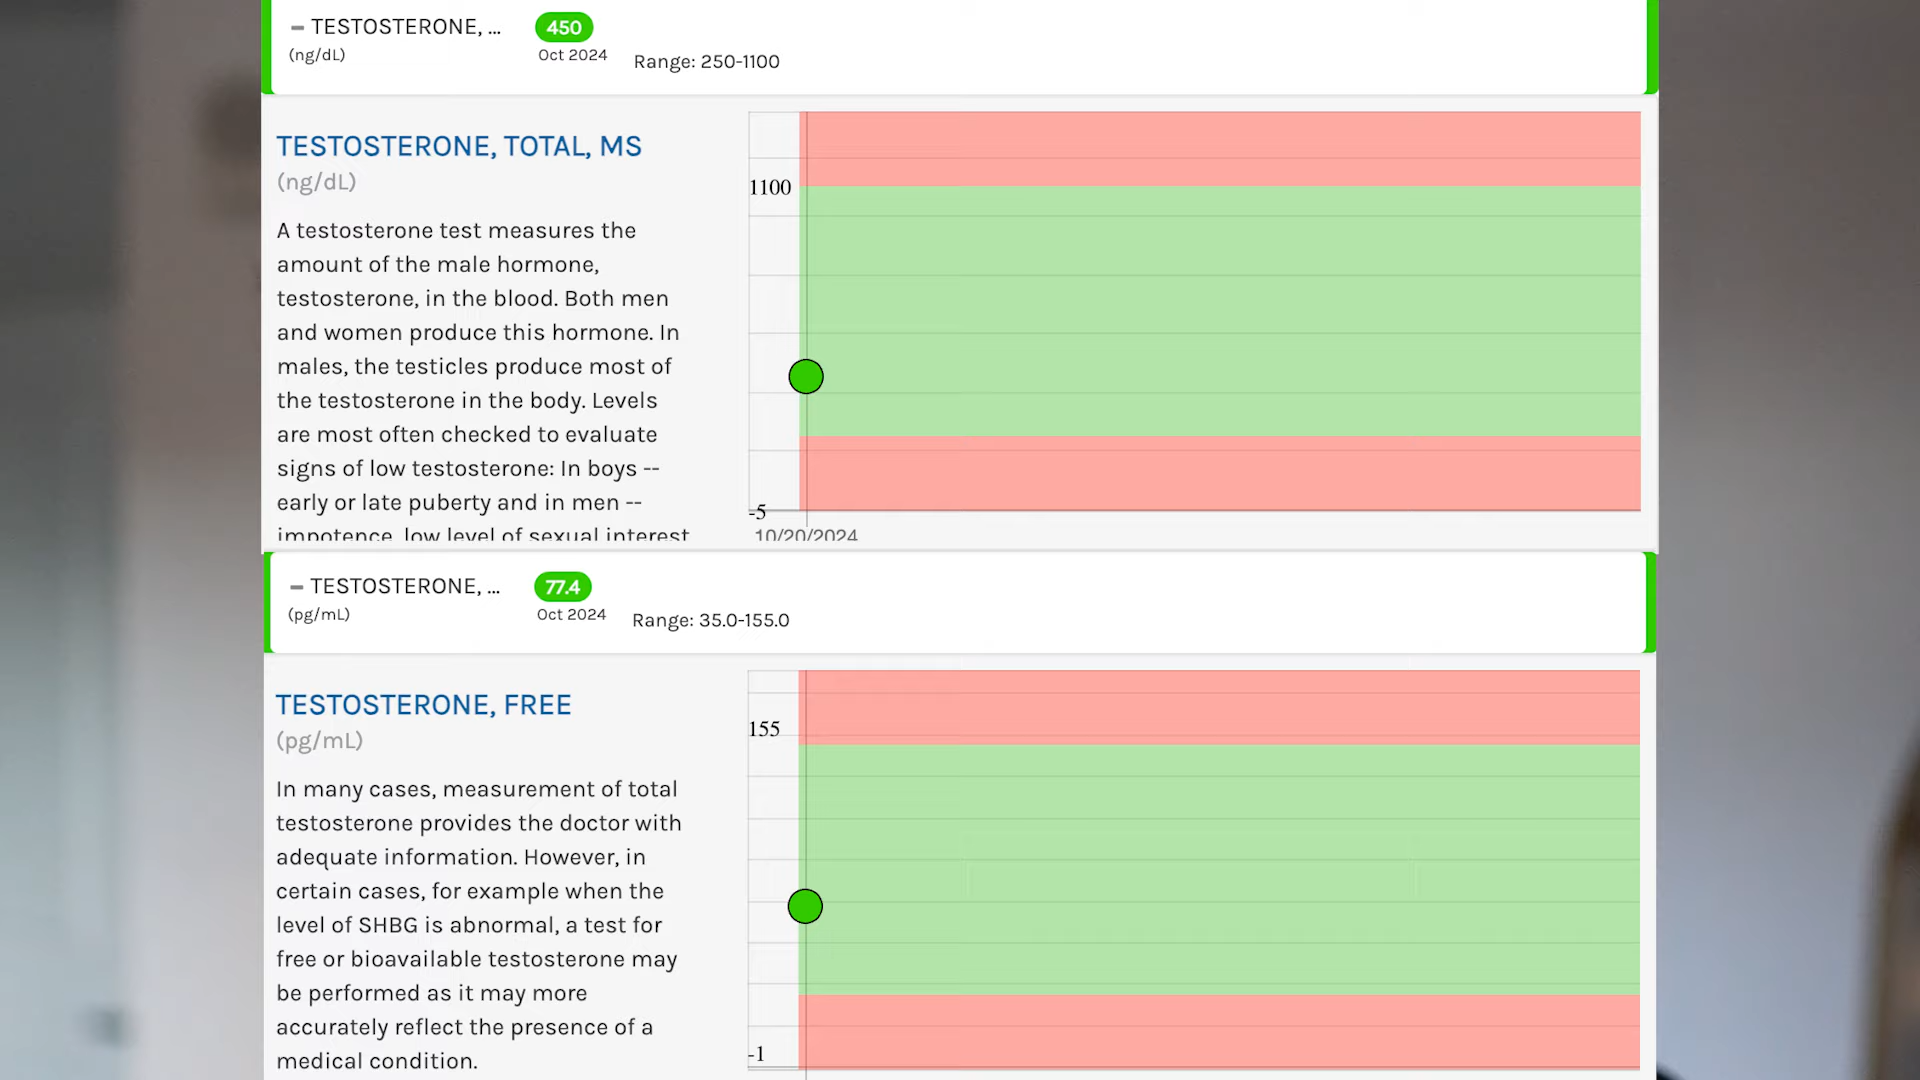 – TESTOSTERONE, ...
450
(ng/dL)
Oct 2024
Range: 250-1100
TESTOSTERONE, TOTAL, MS
(ng/dL)
A testosterone test measures the
amount of the male hormone,
testosterone, in the blood. Both men
and women produce this hormone. In
males, the testicles produce most of
the testosterone in the body. Levels
are most often checked to evaluate
signs of low testosterone: In boys --
early or late puberty and in men --
impotence, low level of sexual interest
1100
-5
10/20/2024
– TESTOSTERONE, ...
77.4
(pg/mL)
Oct 2024
Range: 35.0-155.0
TESTOSTERONE, FREE
(pg/mL)
In many cases, measurement of total
testosterone provides the doctor with
adequate information. However, in
certain cases, for example when the
level of SHBG is abnormal, a test for
free or bioavailable testosterone may
be performed as it may more
accurately reflect the presence of a
medical condition.
155
-1